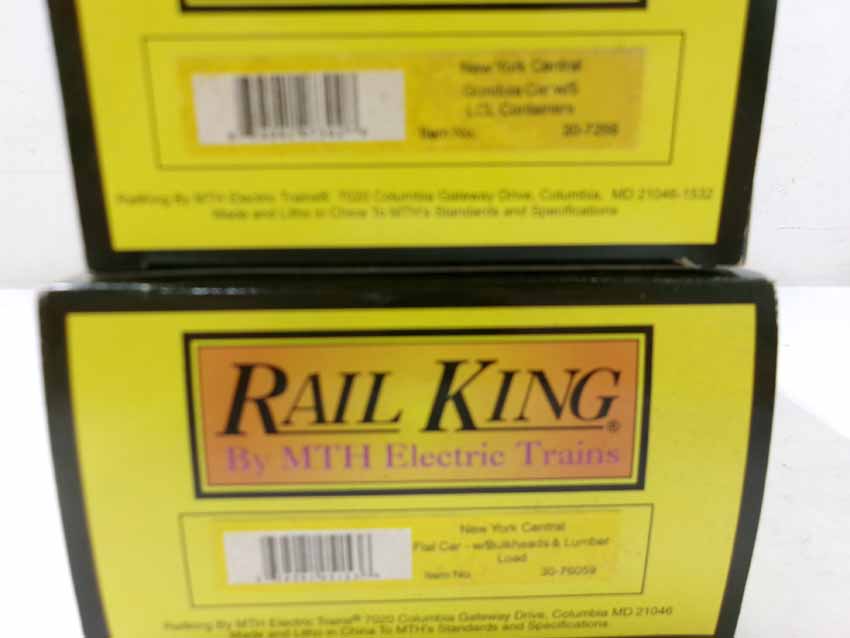 New York Central
Gondola Car w/5
LCL Containers
Item No. 30-7266
RailKing By MTH Electric Trains® 7020 Columbia Gateway Drive, Columbia, MD 21046-1532
Made and Litho in China To MTH's Standards and Specifications
RAIL KING®
By MTH Electric Trains
New York Central
Flat Car - w/Bulkheads & Lumber
Load
Item No. 30-76059
RailKing By MTH Electric Trains® 7020 Columbia Gateway Drive, Columbia MD 21046
Made and Litho in China To MTH's Standards and Specifications